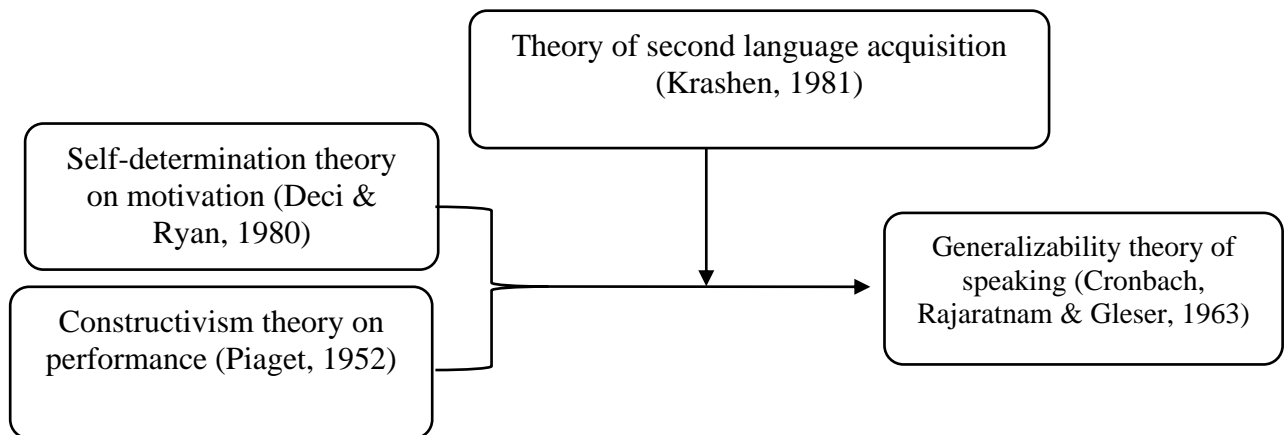 Theory of second language acquisition
(Krashen, 1981)
Self-determination theory
on motivation (Deci &
Ryan, 1980)
Generalizability theory of
speaking (Cronbach,
Rajaratnam & Gleser, 1963)
Constructivism theory on
performance (Piaget, 1952)